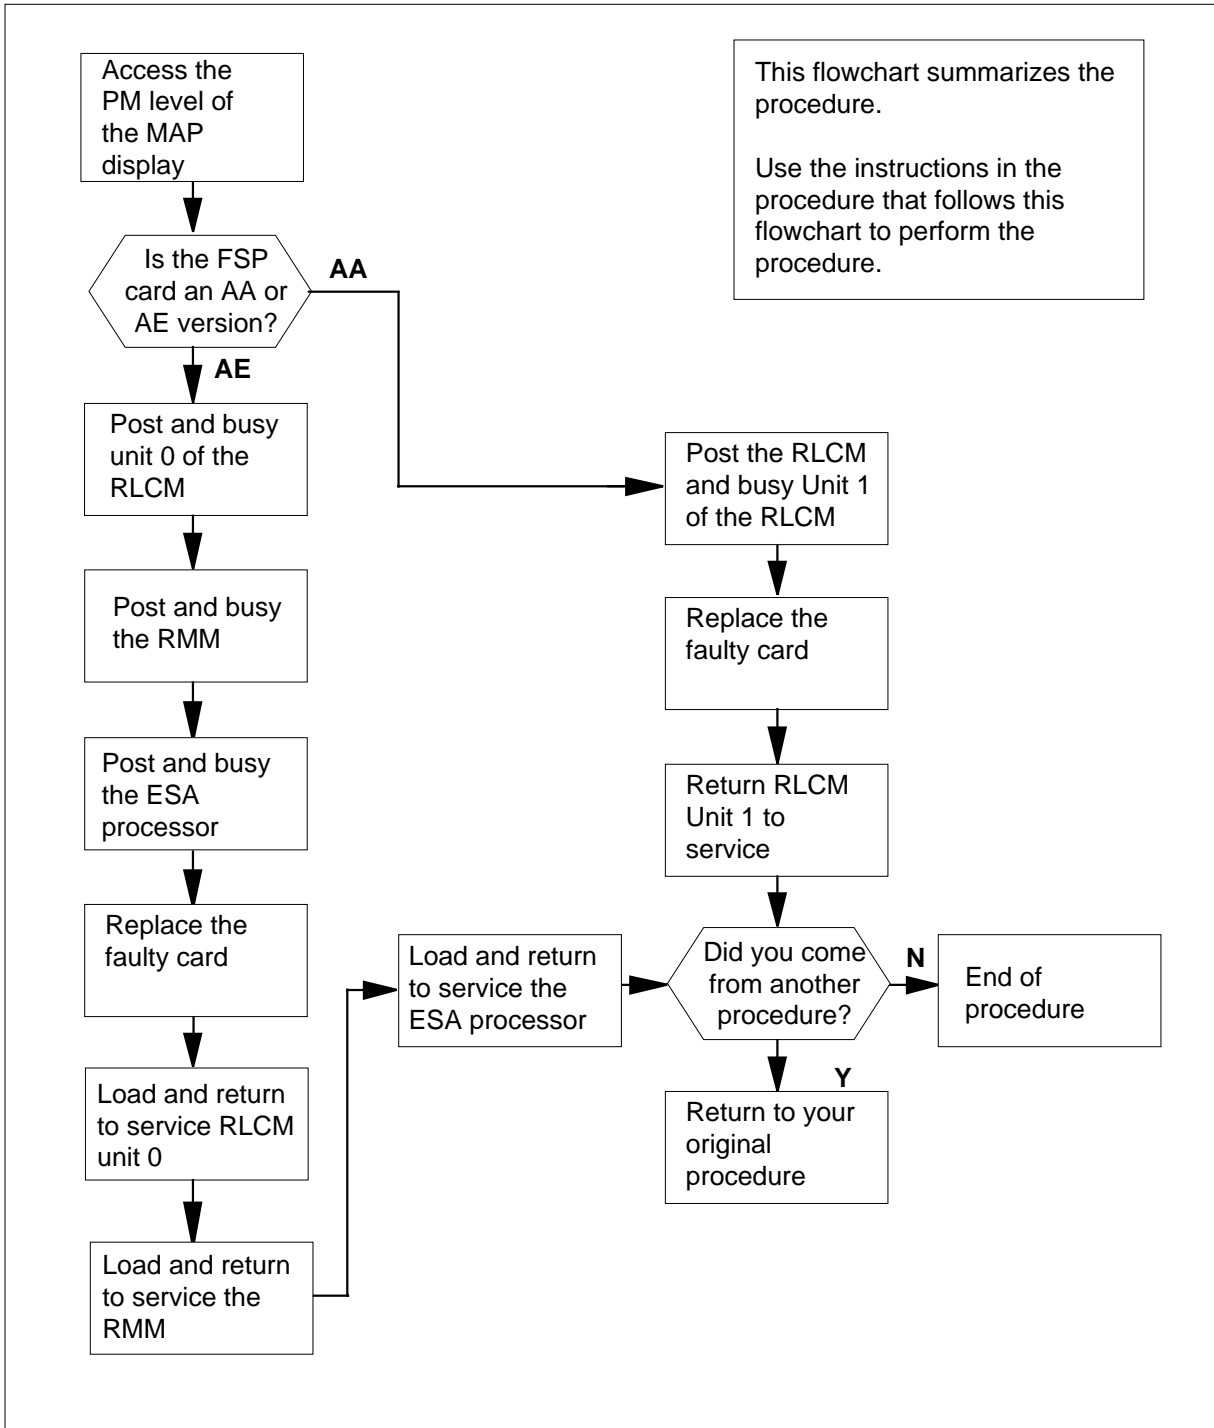 Access the
PM level of
the MAP
display
This flowchart summarizes the
procedure.
Use the instructions in the
procedure that follows this
flowchart to perform the
procedure.
Is the FSP
card an AA or
AE version?
AA
AE
Post and busy
unit 0 of the
RLCM
Post and busy
the RMM
Post and busy
the ESA
processor
Replace the
faulty card
Load and return
to service RLCM
unit 0
Load and return
to service the
RMM
Load and return
to service the
ESA processor
Post the RLCM
and busy Unit 1
of the RLCM
Replace the
faulty card
Return RLCM
Unit 1 to
service
Did you come
from another
procedure?
N
End of
procedure
Y
Return to your
original
procedure